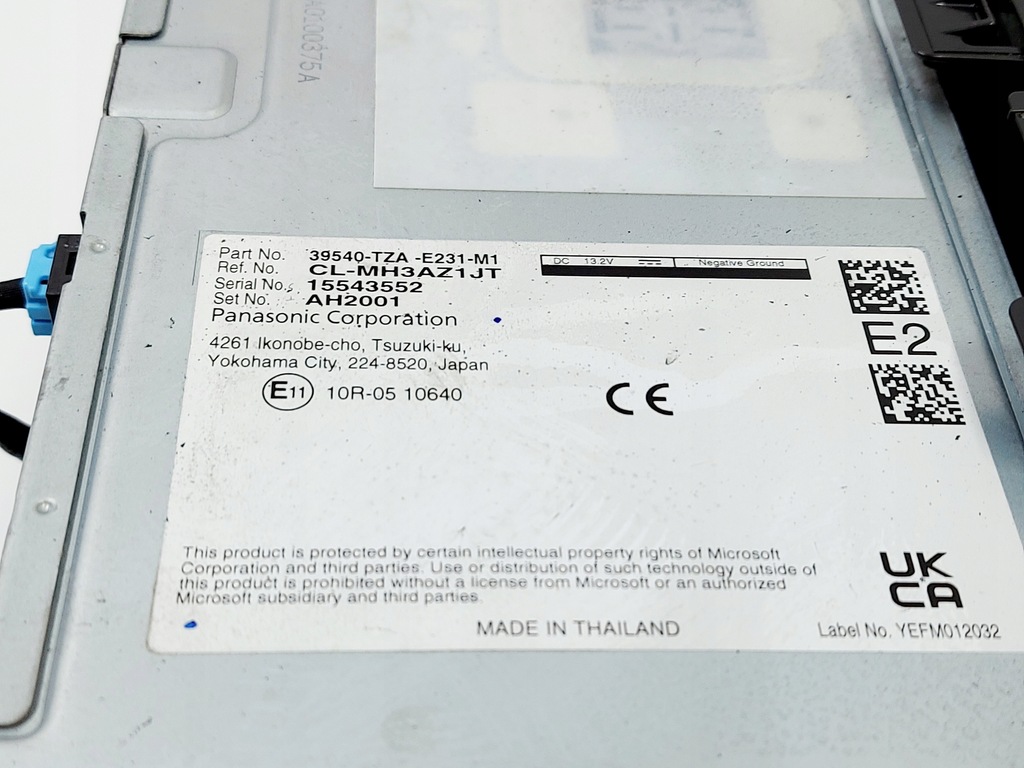 AGL00375A
Part No. 39540-TZA -E231-M1
Ref. No. CL-MH3AZ1JT
Serial No. 15543552
Set No. AH2001
Panasonic Corporation
4261 Ikonobe-cho, Tsuzuki-ku,
Yokohama City, 224-8520, Japan
E11 10R-05 10640
DC 13.2V Negative Ground
CE
E2
This product is protected by certain intellectual property rights of Microsoft
Corporation and third parties. Use or distribution of such technology outside of
this product is prohibited without a license from Microsoft or an authorized
Microsoft subsidiary and third parties.
UK
CA
MADE IN THAILAND
Label No. YEFM012032